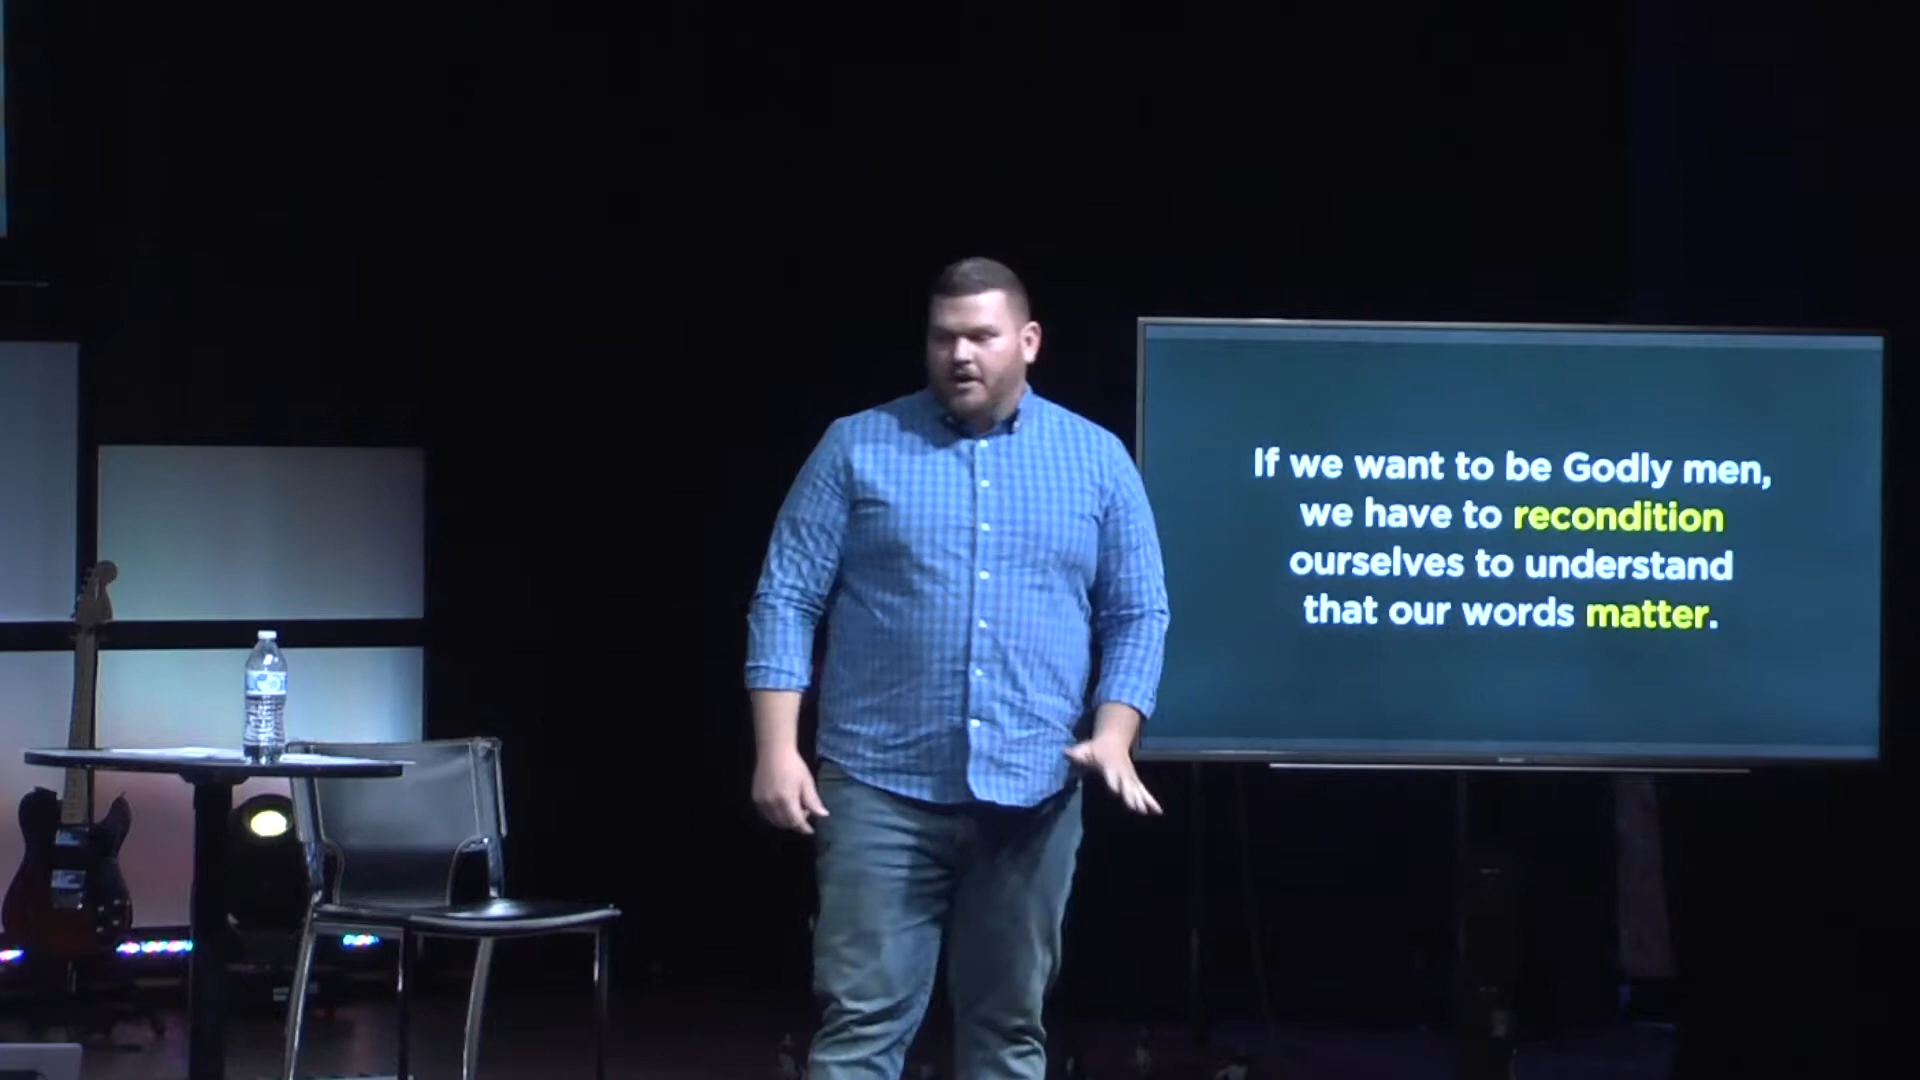 If we want to be Godly men,
we have to recondition
ourselves to understand
that our words matter.